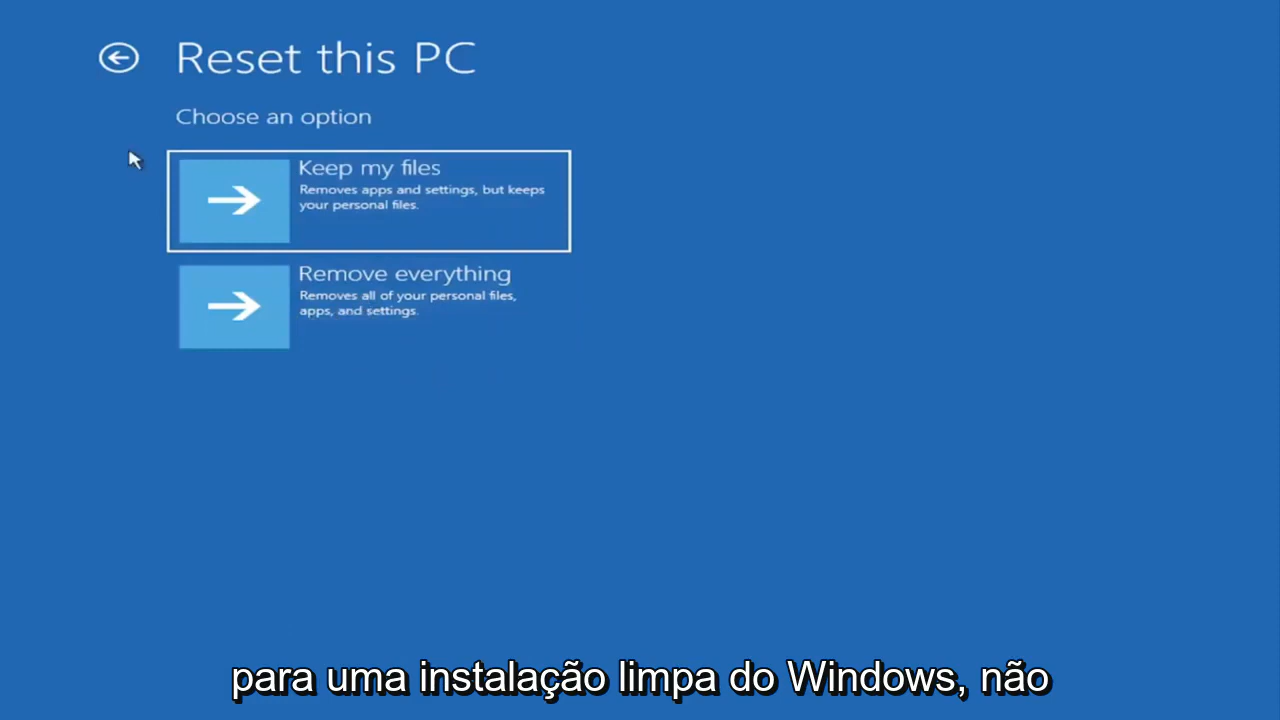 Reset this PC
Choose an option
Keep my files
Removes apps and settings, but keeps
your personal files.
Remove everything
Removes all of your personal files,
apps, and settings.
para uma instalação limpa do Windows, não